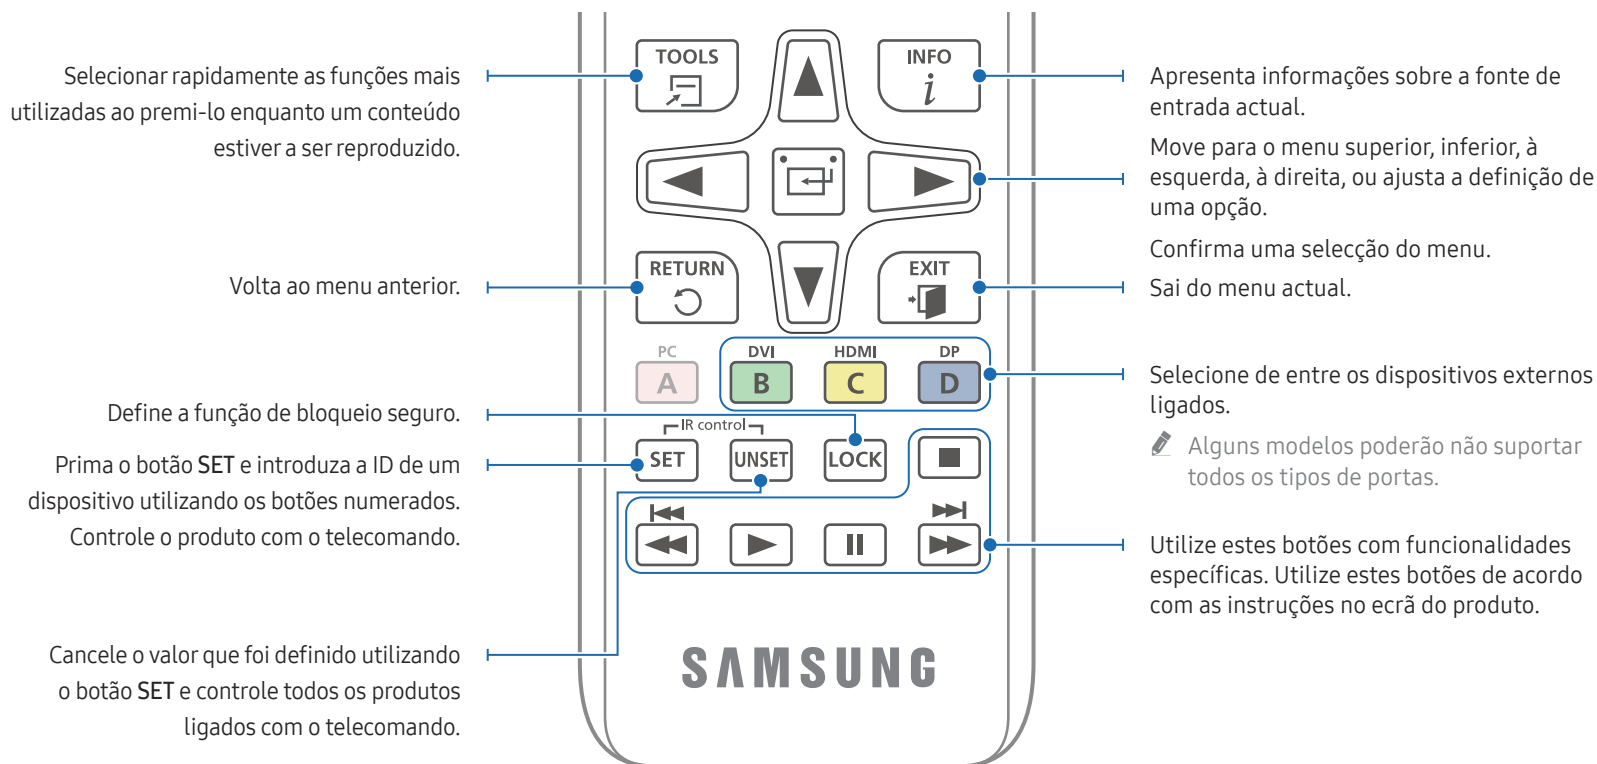 TOOLS
INFO
i
Selecionar rapidamente as funções mais
utilizadas ao premi-lo enquanto um conteúdo
estiver a ser reproduzido.
Apresenta informações sobre a fonte de
entrada actual.
Move para o menu superior, inferior, à
esquerda, à direita, ou ajusta a definição de
uma opção.
Confirma uma selecção do menu.
RETURN
EXIT
Volta ao menu anterior.
Sai do menu actual.
PC
DVI
HDMI
DP
A
B
C
D
Selecione de entre os dispositivos externos
ligados.
Alguns modelos poderão não suportar
todos os tipos de portas.
Define a função de bloqueio seguro.
IR control
SET
UNSET
LOCK
Prima o botão SET e introduza a ID de um
dispositivo utilizando os botões numerados.
Controle o produto com o telecomando.
Utilize estes botões com funcionalidades
específicas. Utilize estes botões de acordo
com as instruções no ecrã do produto.
Cancele o valor que foi definido utilizando
o botão SET e controle todos os produtos
ligados com o telecomando.
SAMSUNG